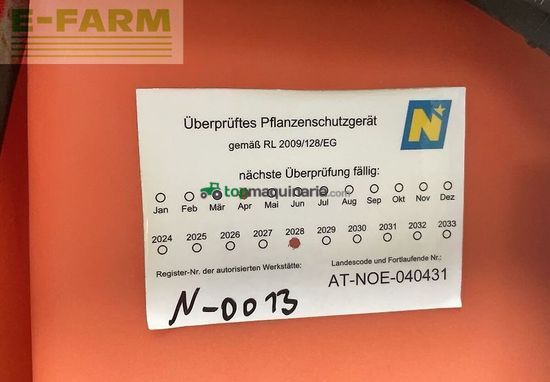 E-FARM
Überprüftes Pflanzenschutzgerät
gemäß RL 2009/128/EG
N
nächste Überprüfung fällig:
topmaquinaria.com
Jan Feb Mär Apr Mai Jun Jul Aug Sep Okt Nov Dez
2024 2025 2026 2027 2028 2029 2030 2031 2032 2033
Register-Nr. der autorisierten Werkstätte:
Landescode und Fortlaufende Nr.:
AT-NOE-040431
N-0013